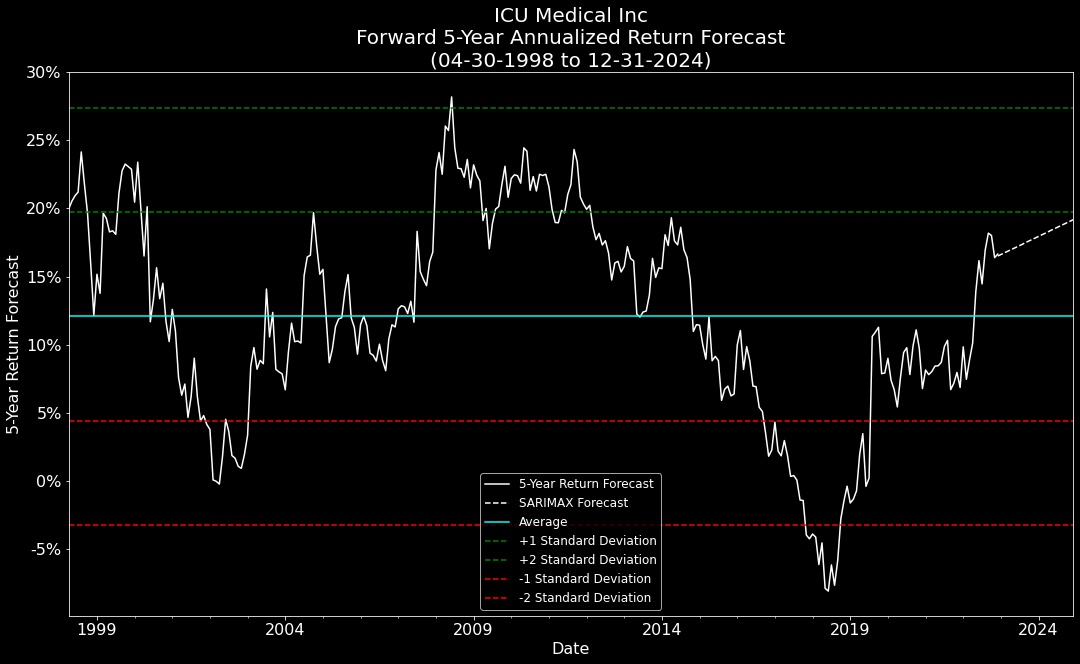 ICU Medical Inc
Forward 5-Year Annualized Return Forecast
(04-30-1998 to 12-31-2024)
30%
25%
20%
15%
10%
5%
0%
-5%
5-Year Return Forecast
5-Year Return Forecast
SARIMAX Forecast
Average
+1 Standard Deviation
+2 Standard Deviation
-1 Standard Deviation
-2 Standard Deviation
1999 2004 2009 2014 2019 2024
Date